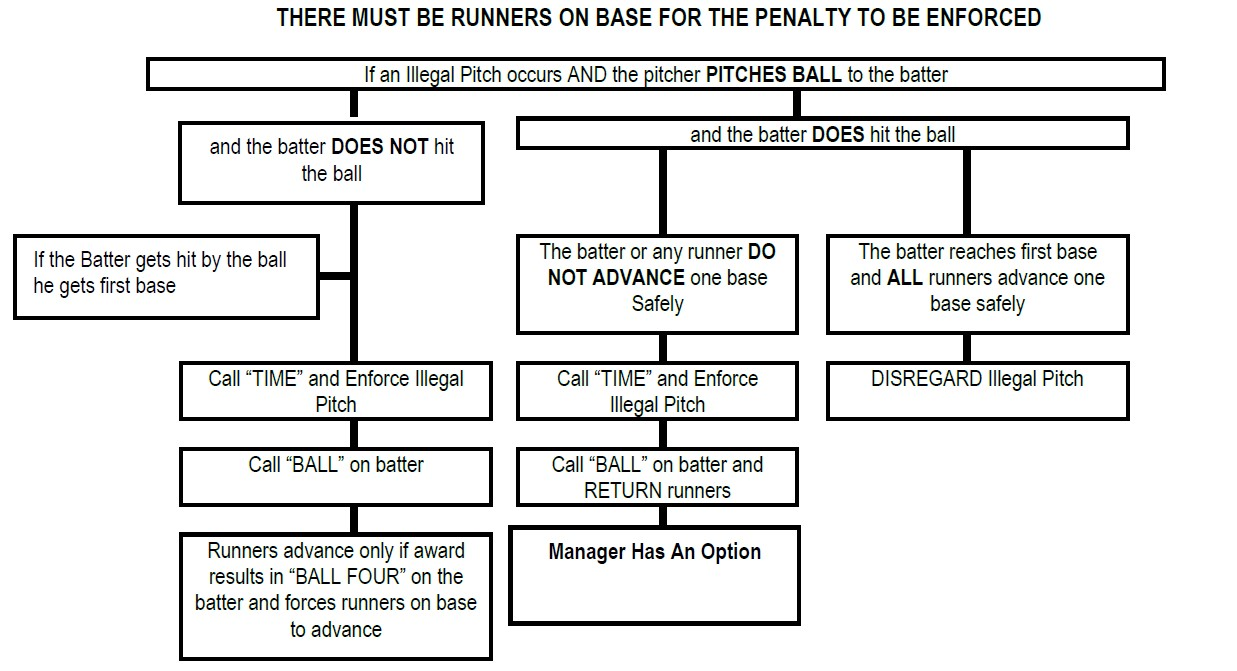 THERE MUST BE RUNNERS ON BASE FOR THE PENALTY TO BE ENFORCED
If an Illegal Pitch occurs AND the pitcher PITCHES BALL to the batter
and the batter DOES NOT hit
the ball
and the batter DOES hit the ball
If the Batter gets hit by the ball
he gets first base
The batter or any runner DO
NOT ADVANCE one base
Safely
The batter reaches first base
and ALL runners advance one
base safely
Call “TIME” and Enforce Illegal
Pitch
Call “TIME” and Enforce
Illegal Pitch
DISREGARD Illegal Pitch
Call “BALL” on batter
Call “BALL” on batter and
RETURN runners
Runners advance only if award
results in “BALL FOUR” on the
batter and forces runners on base
to advance
Manager Has An Option